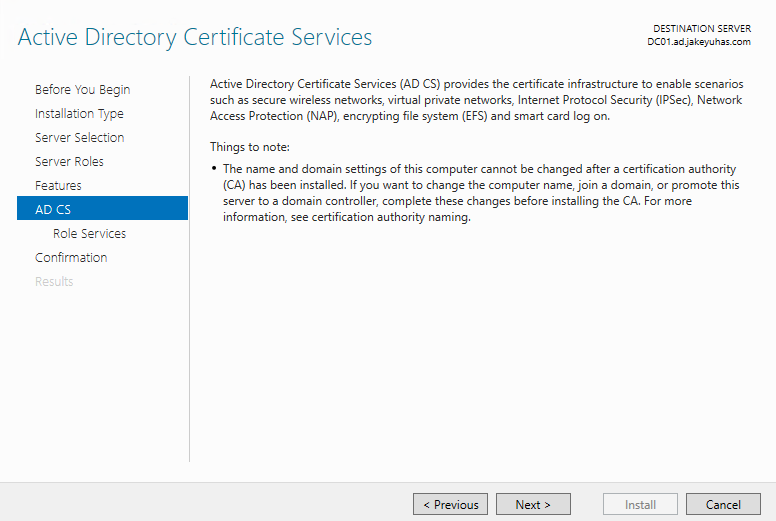 Active Directory Certificate Services
DESTINATION SERVER
DC01.ad.jakeyuhas.com
Before You Begin
Installation Type
Server Selection
Server Roles
Features
AD CS
Role Services
Confirmation
Results
Active Directory Certificate Services (AD CS) provides the certificate infrastructure to enable scenarios
such as secure wireless networks, virtual private networks, Internet Protocol Security (IPSec), Network
Access Protection (NAP), encrypting file system (EFS) and smart card log on.
Things to note:
• The name and domain settings of this computer cannot be changed after a certification authority
(CA) has been installed. If you want to change the computer name, join a domain, or promote this
server to a domain controller, complete these changes before installing the CA. For more
information, see certification authority naming.
< Previous
Next >
Install
Cancel